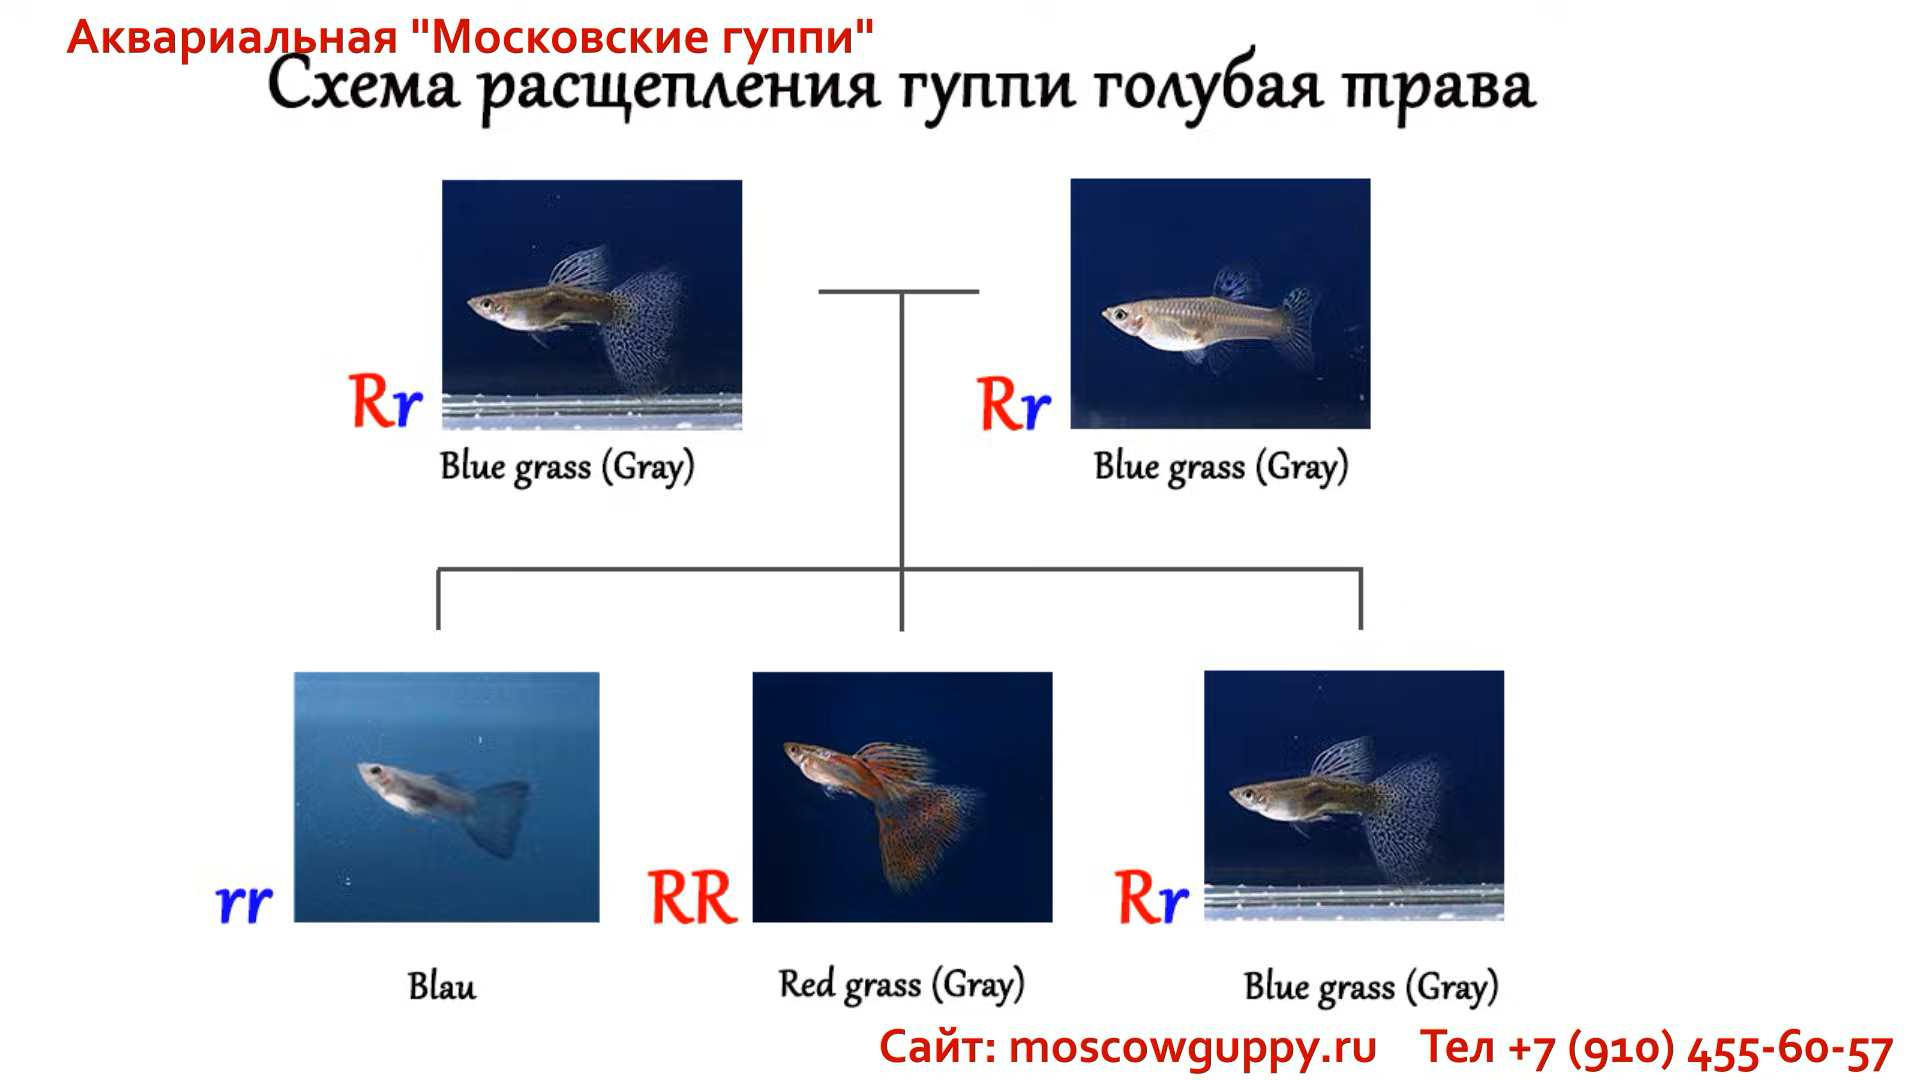 Аквариальная "Московские гуппи"
Схема расщепления гуппи голубая трава
Rr
Rr
Blue grass (Gray)
Blue grass (Gray)
rr
RR
Rr
Blau
Red grass (Gray)
Blue grass (Gray)
Сайт: moscowguppy.ru Тел +7 (910) 455-60-57